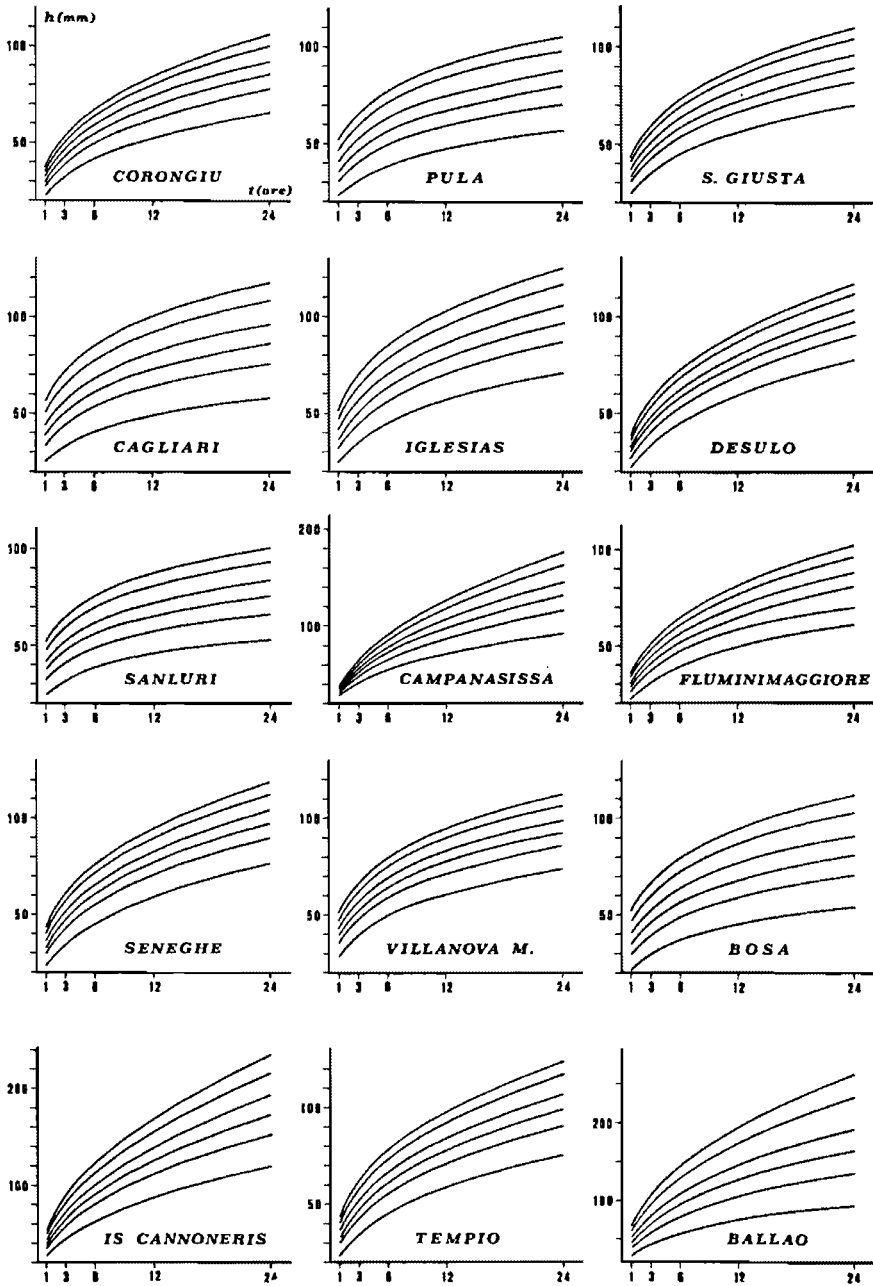 h(mm)
100
50
CORONGIU
t(ore)
1 3 6 12 24
100
50
PULA
1 3 6 12 24
100
50
S. GIUSTA
1 3 6 12 24
100
50
CAGLIARI
1 3 6 12 24
100
50
IGLESIAS
1 3 6 12 24
100
50
DESULO
1 3 6 12 24
100
50
SANLURI
1 3 6 12 24
200
100
CAMPANASISSA
1 3 6 12 24
100
50
FLUMINIMAGGIORE
1 3 6 12 24
100
50
SENEGHE
1 3 6 12 24
100
50
VILLANOVA M.
1 3 6 12 24
100
50
BOSA
1 3 6 12 24
200
100
IS CANNONERIS
1 3 6 12 24
100
50
TEMPIO
1 3 6 12 24
200
100
BALLAO
1 3 6 12 24